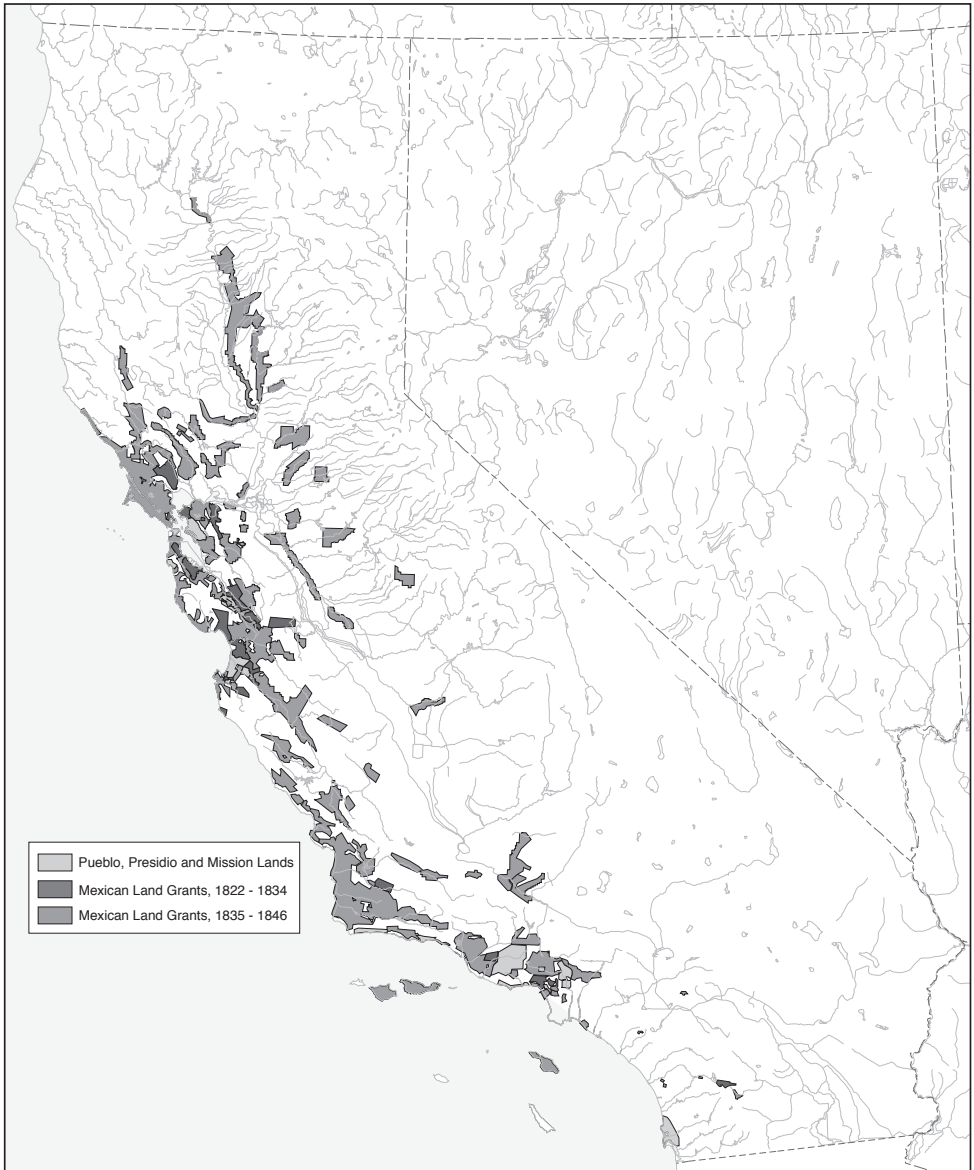 Pueblo, Presidio and Mission Lands
Mexican Land Grants, 1822 - 1834
Mexican Land Grants, 1835 - 1846